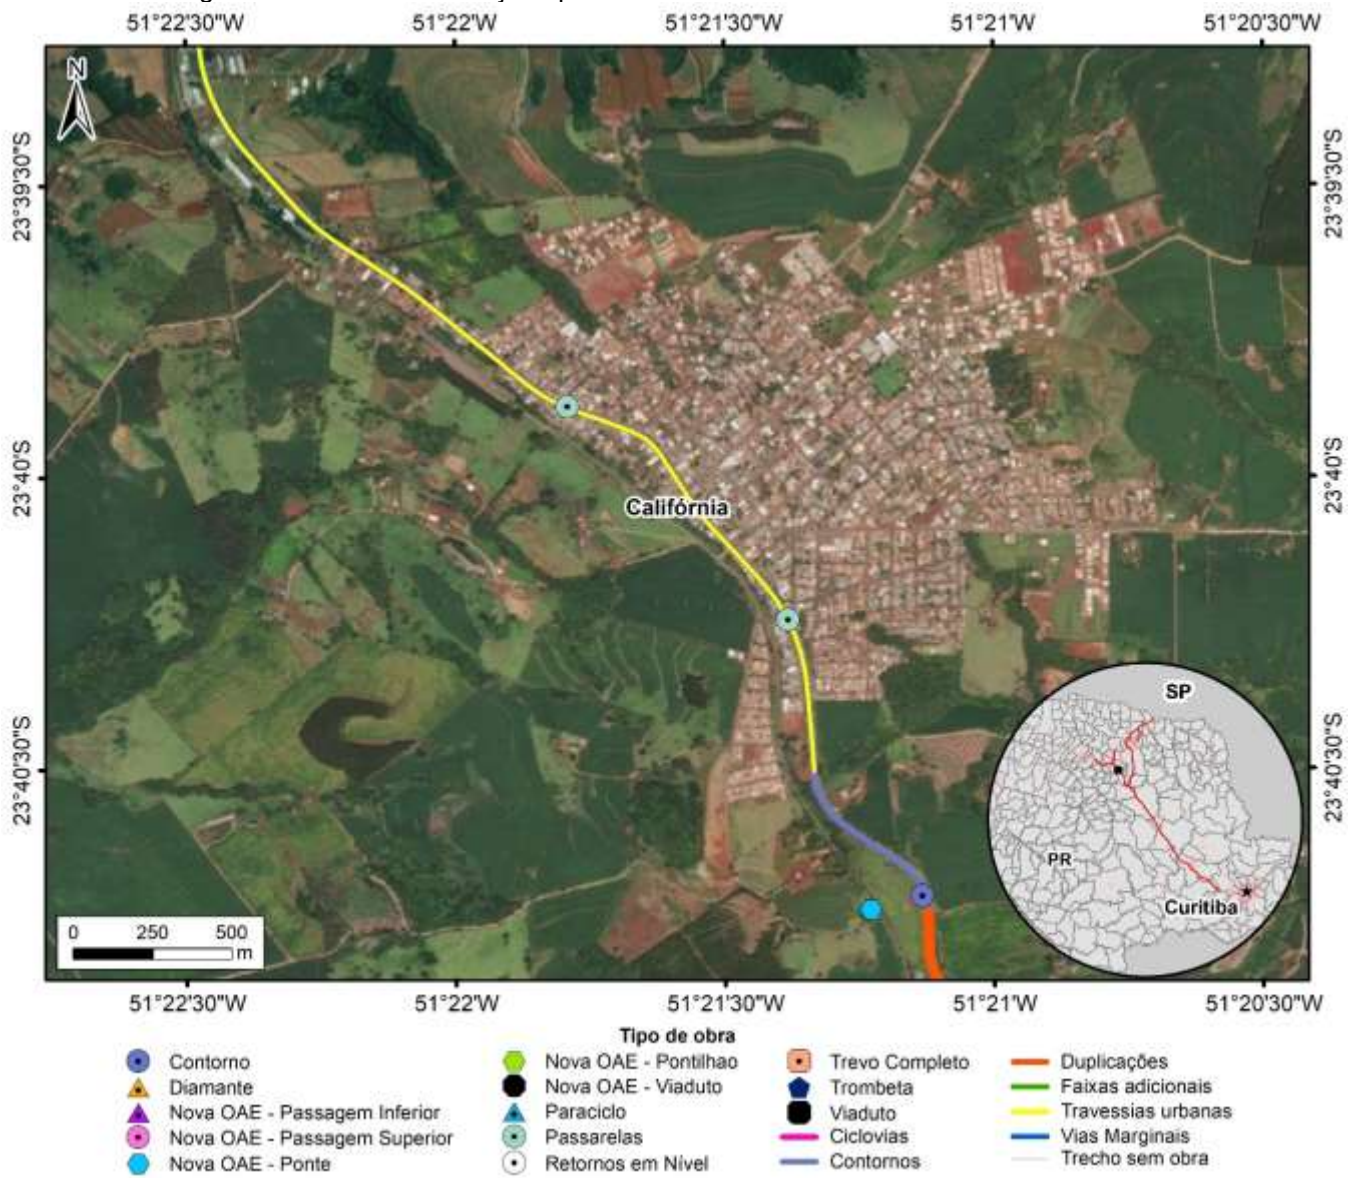 51°22'30"W 51°22'W 51°21'30"W 51°21'W 51°20'30"W
N
23°39'30"S 23°39'30"S
23°40'S 23°40'S
Califórnia
SP
23°40'30"S 23°40'30"S
PR
Curitiba
0 250 500
m
51°22'30"W 51°22'W 51°21'30"W 51°21'W 51°20'30"W
Tipo de obra
Contorno
Diamante
Nova OAE - Passagem Inferior
Nova OAE - Passagem Superior
Nova OAE - Ponte
Nova OAE - Pontilhao
Nova OAE - Viaduto
Paraciclo
Passarelas
Retornos em Nível
Trevo Completo
Trombeta
Viaduto
Ciclovias
Contornos
Duplicações
Faixas adicionais
Travessias urbanas
Vias Marginais
Trecho sem obra